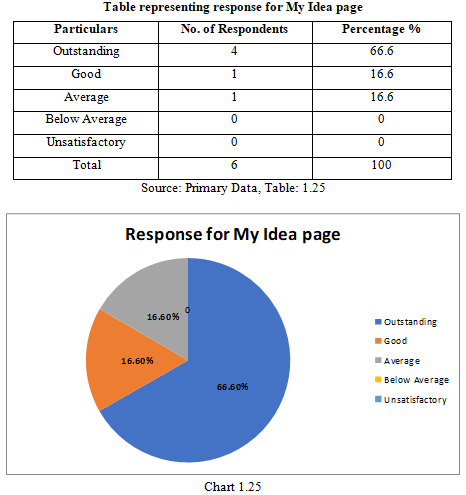 Table representing response for My Idea page
Particulars No. of Respondents Percentage %
Outstanding 4 66.6
Good 1 16.6
Average 1 16.6
Below Average 0 0
Unsatisfactory 0 0
Total 6 100
Source: Primary Data, Table: 1.25
Response for My Idea page
16.60% 0
16.60%
66.60%
Outstanding
Good
Average
Below Average
Unsatisfactory
Chart 1.25